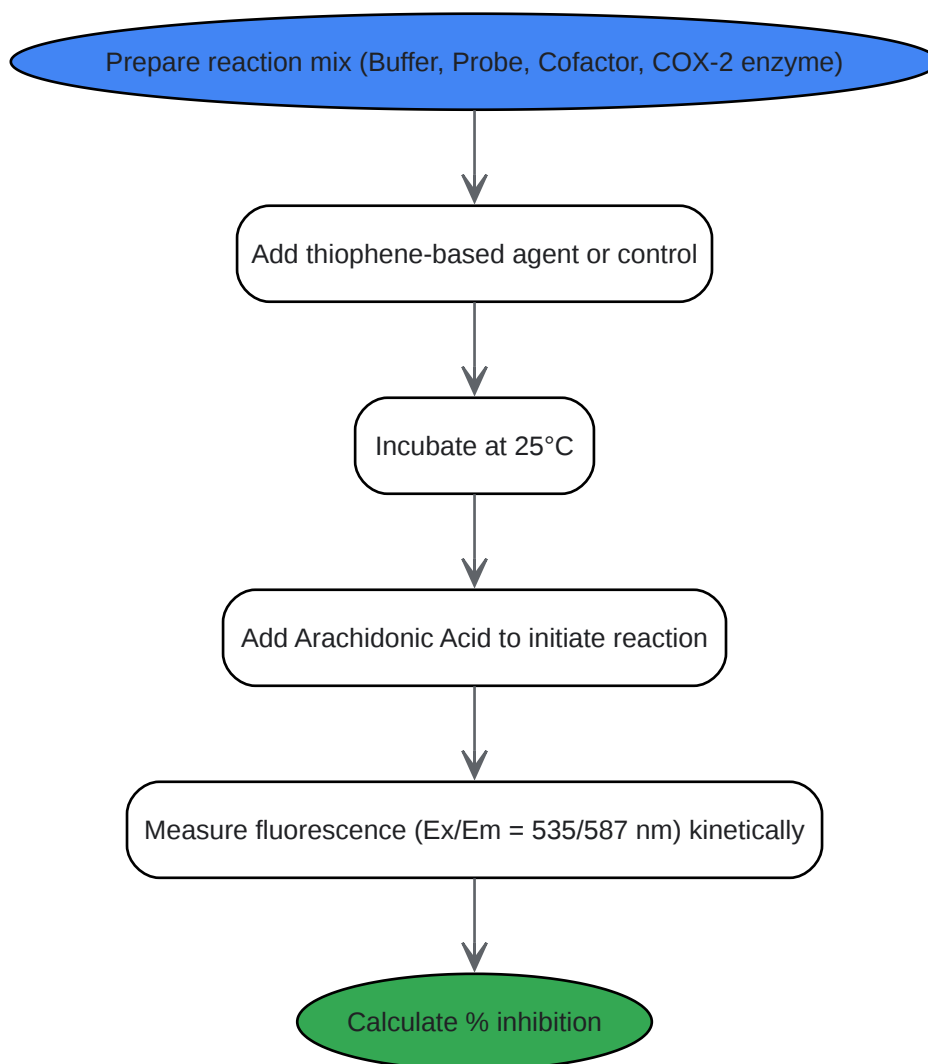 Prepare reaction mix (Buffer, Probe, Cofactor, COX-2 enzyme)
Add thiophene-based agent or control
Incubate at 25°C
Add Arachidonic Acid to initiate reaction
Measure fluorescence (Ex/Em = 535/587 nm) kinetically
Calculate % inhibition